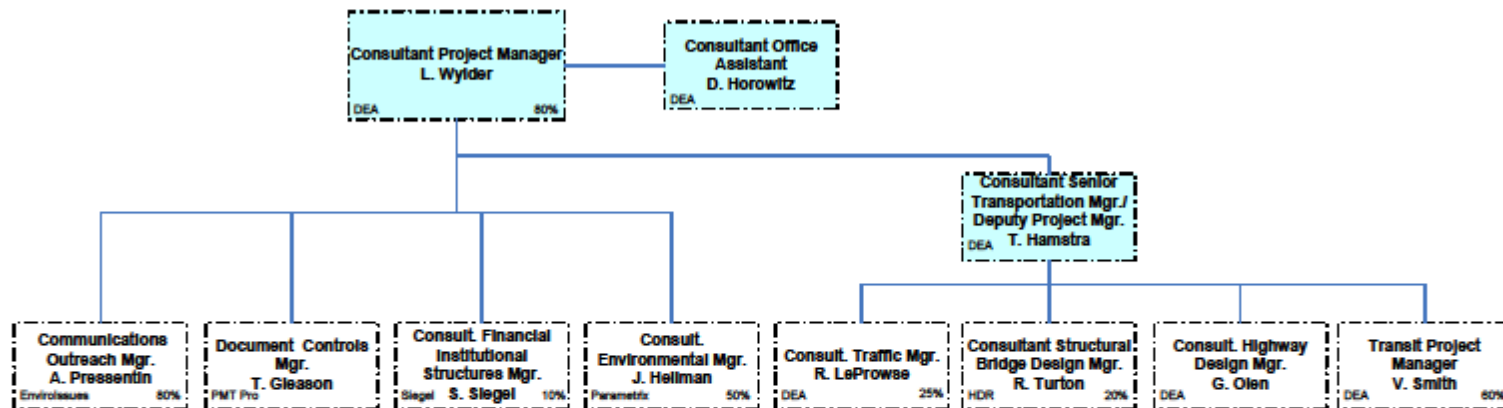 Consultant Project Manager
L. Wylder
DEA 80%
Consultant Office
Assistant
D. Horowitz
DEA
Consultant Senior
Transportation Mgr./
Deputy Project Mgr.
T. Hamstra
DEA
Communications
Outreach Mgr.
A. Pressentin
EnviroIssues 80%
Document Controls
Mgr.
T. Gleason
PMT Pro
Consult. Financial
Institutional
Structures Mgr.
S. Siegel
Siegel 10%
Consult.
Environmental Mgr.
J. Heilman
Parametrix 50%
Consult. Traffic Mgr.
R. LeProwse
DEA 25%
Consultant Structural
Bridge Design Mgr.
R. Turton
HDR 20%
Consult. Highway
Design Mgr.
G. Olen
DEA
Transit Project
Manager
V. Smith
DEA 60%